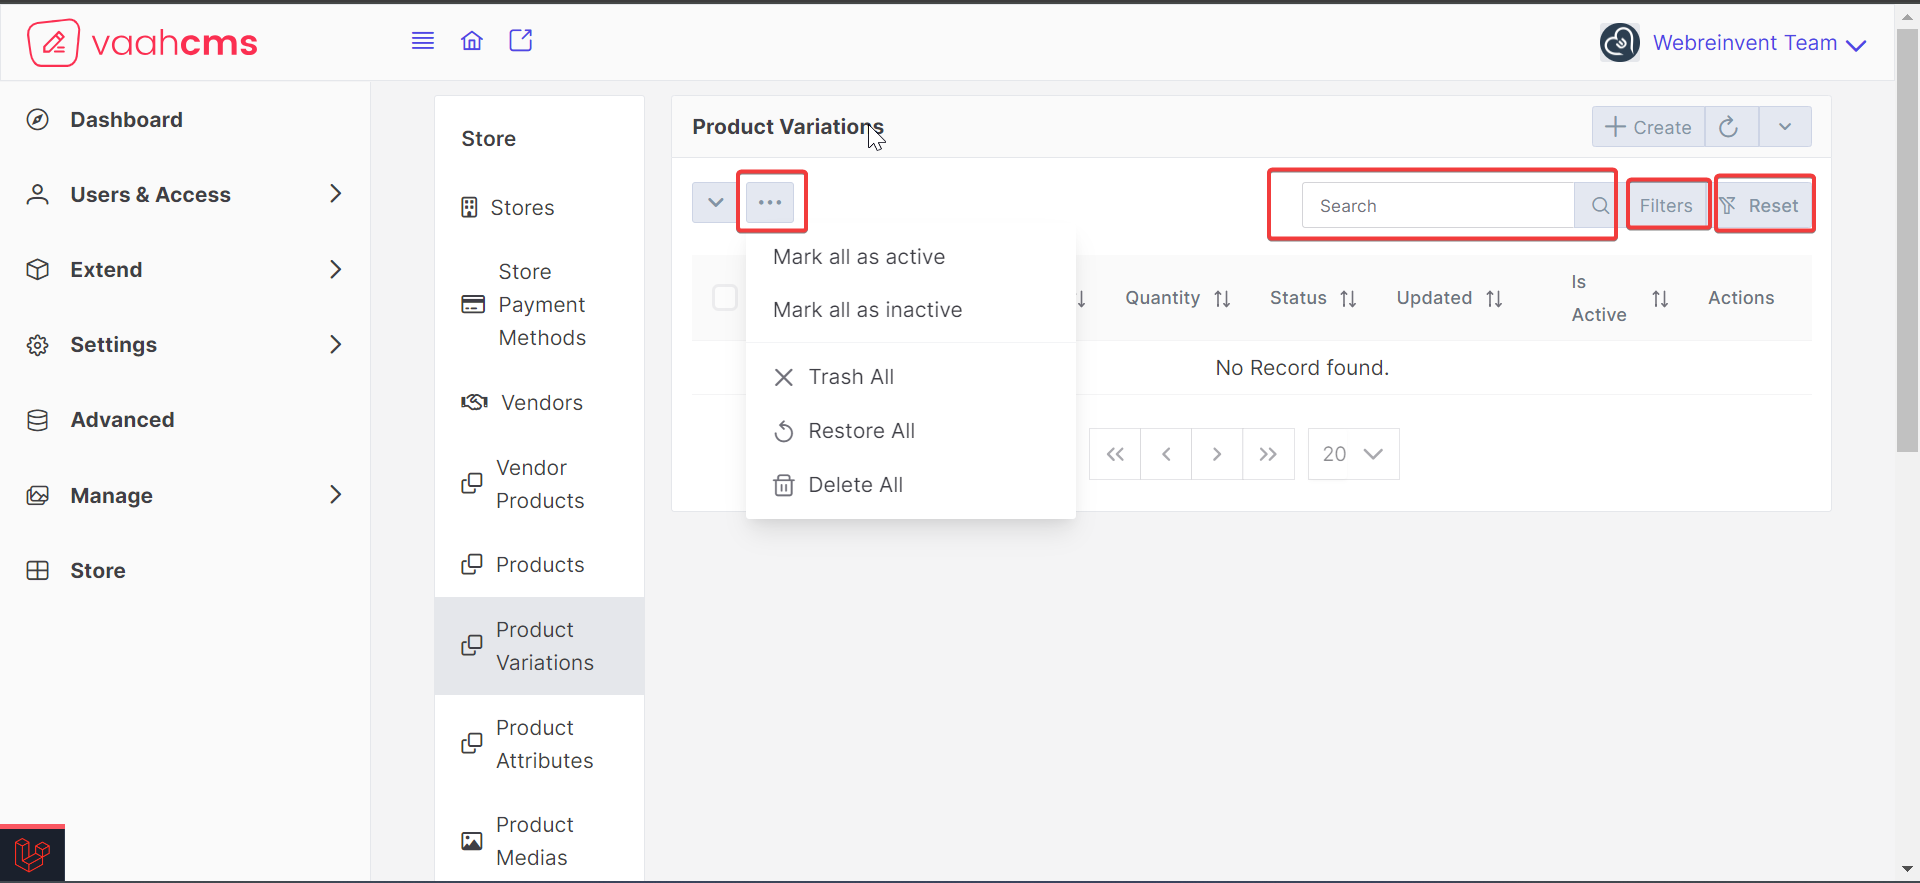 vaahcms
Webreinvent Team
Dashboard
Users & Access
Extend
Settings
Advanced
Manage
Store
Store
Stores
Store
Payment
Methods
Vendors
Vendor
Products
Products
Product
Variations
Product
Attributes
Product
Medias
Product Variations
Create
Search
Filters
Reset
Mark all as active
Mark all as inactive
Trash All
Restore All
Delete All
Quantity
Status
Updated
Is
Active
Actions
No Record found.
20